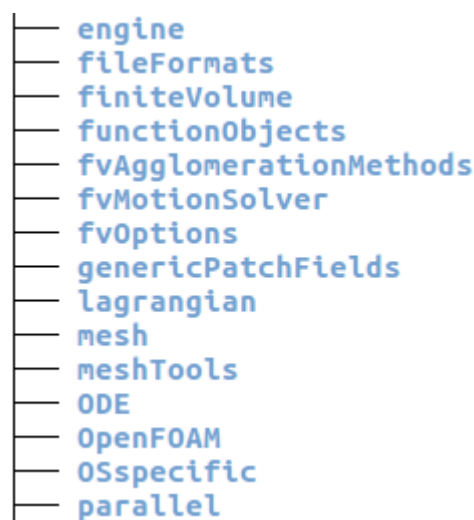 engine
fileFormats
finiteVolume
functionObjects
fvAgglomerationMethods
fvMotionSolver
fvOptions
genericPatchFields
lagrangian
mesh
meshTools
ODE
OpenFOAM
OSspecific
parallel